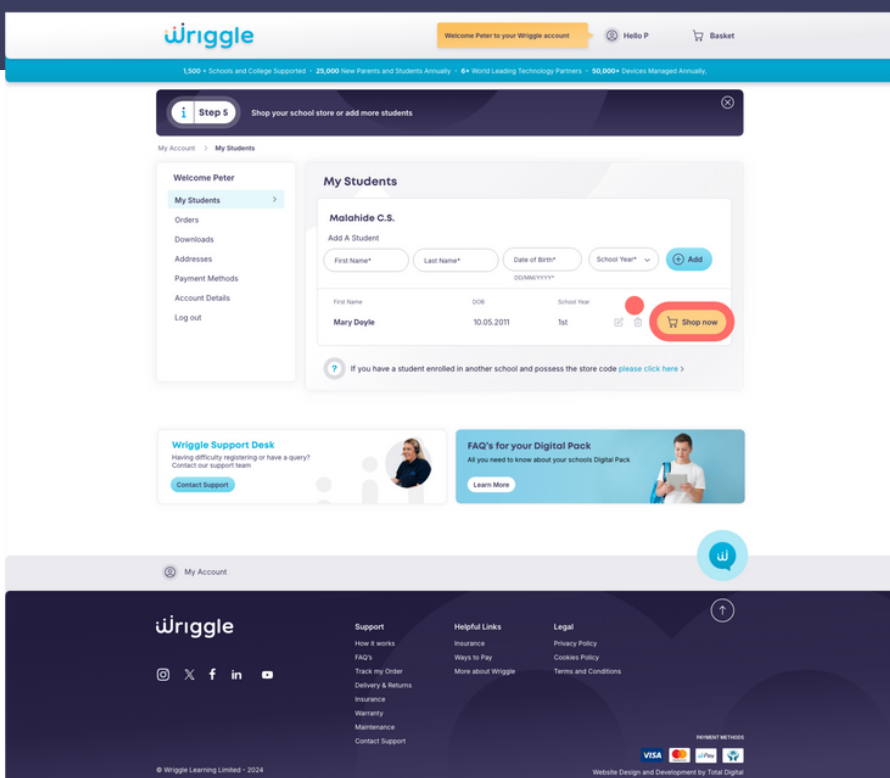 wriggle
Welcome Peter to your Wriggle account
Hello P
Basket
1,500 + Schools and College Supported • 25,000 New Parents and Students Annually • 6+ World Leading Technology Partners • 50,000+ Devices Managed Annually,
i Step 5
Shop your school store or add more students
My Account > My Students
Welcome Peter
My Students >
Orders
Downloads
Addresses
Payment Methods
Account Details
Log out
My Students
Malahide C.S.
Add A Student
First Name*
Last Name*
Date of Birth*
School Year*
Add
DD/MM/YYYY*
First Name
DOB
School Year
Mary Doyle
10.05.2011
1st
Shop now
? If you have a student enrolled in another school and possess the store code please click here >
Wriggle Support Desk
Having difficulty registering or have a query?
Contact our support team
Contact Support
FAQ's for your Digital Pack
All you need to know about your schools Digital Pack
Learn More
My Account
wriggle
Support
How it works
FAQ's
Track my Order
Delivery & Returns
Insurance
Warranty
Maintenance
Contact Support
Helpful Links
Insurance
Ways to Pay
More about Wriggle
Legal
Privacy Policy
Cookies Policy
Terms and Conditions
PAYMENT METHODS
VISA
Pay
© Wriggle Learning Limited - 2024
Website Design and Development by Total Digital